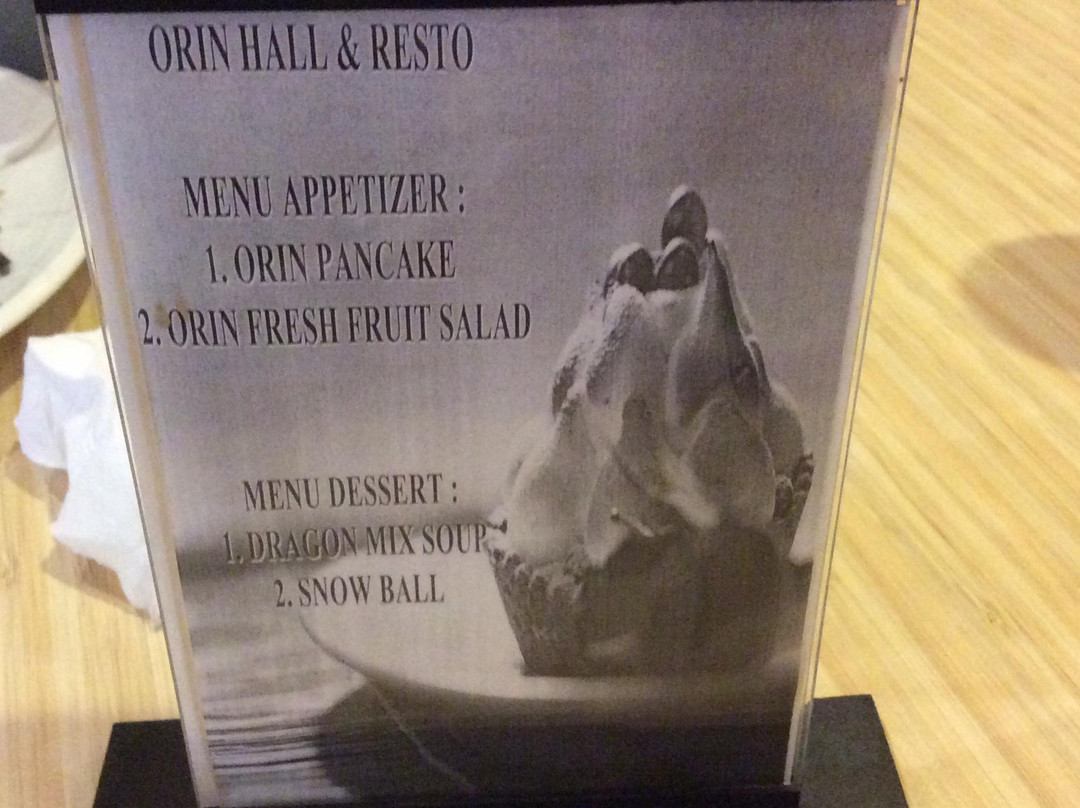 ORIN HALL & RESTO
MENU APPETIZER :
1. ORIN PANCAKE
2. ORIN FRESH FRUIT SALAD
MENU DESSERT :
1. DRAGON MIX SOUP
2. SNOW BALL